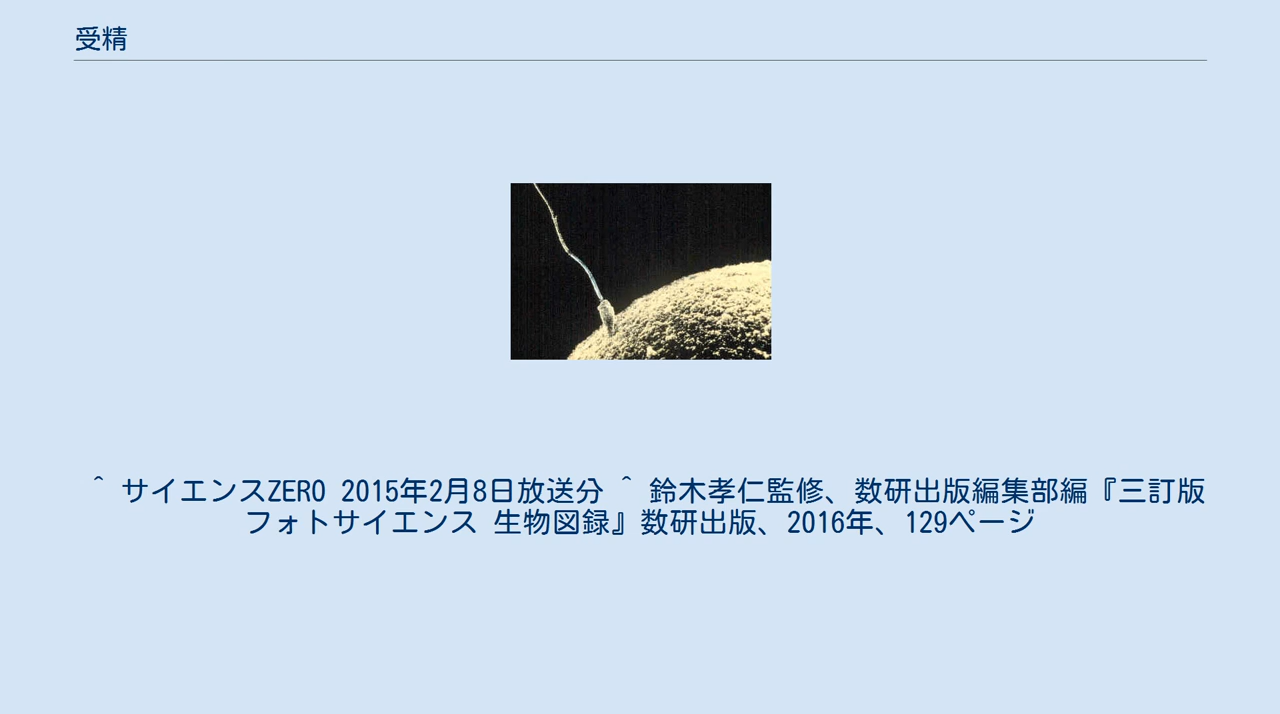 受精
^ サイエンスZERO 2015年2月8日放送分 ^ 鈴木孝仁監修、数研出版編集部編『三訂版
フォトサイエンス 生物図録』数研出版、2016年、129ページ